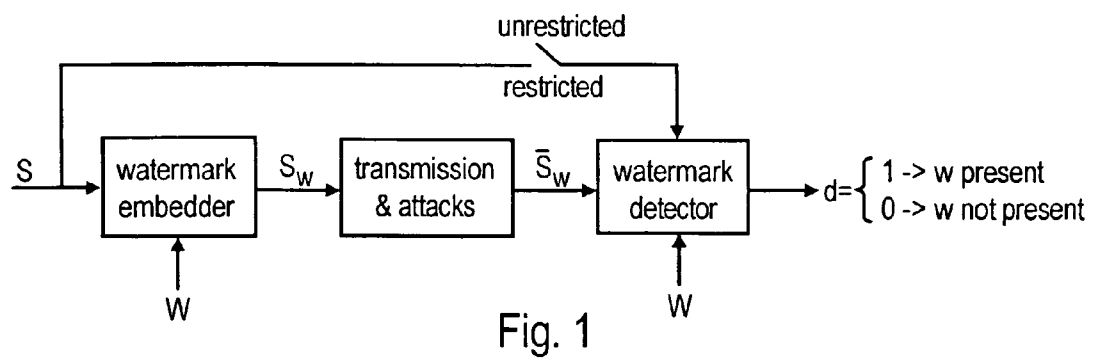 unrestricted
restricted
S
watermark
embedder
S_W
transmission
& attacks
S̄_W
watermark
detector
d= { 1 -> w present
0 -> w not present
W
W
Fig. 1